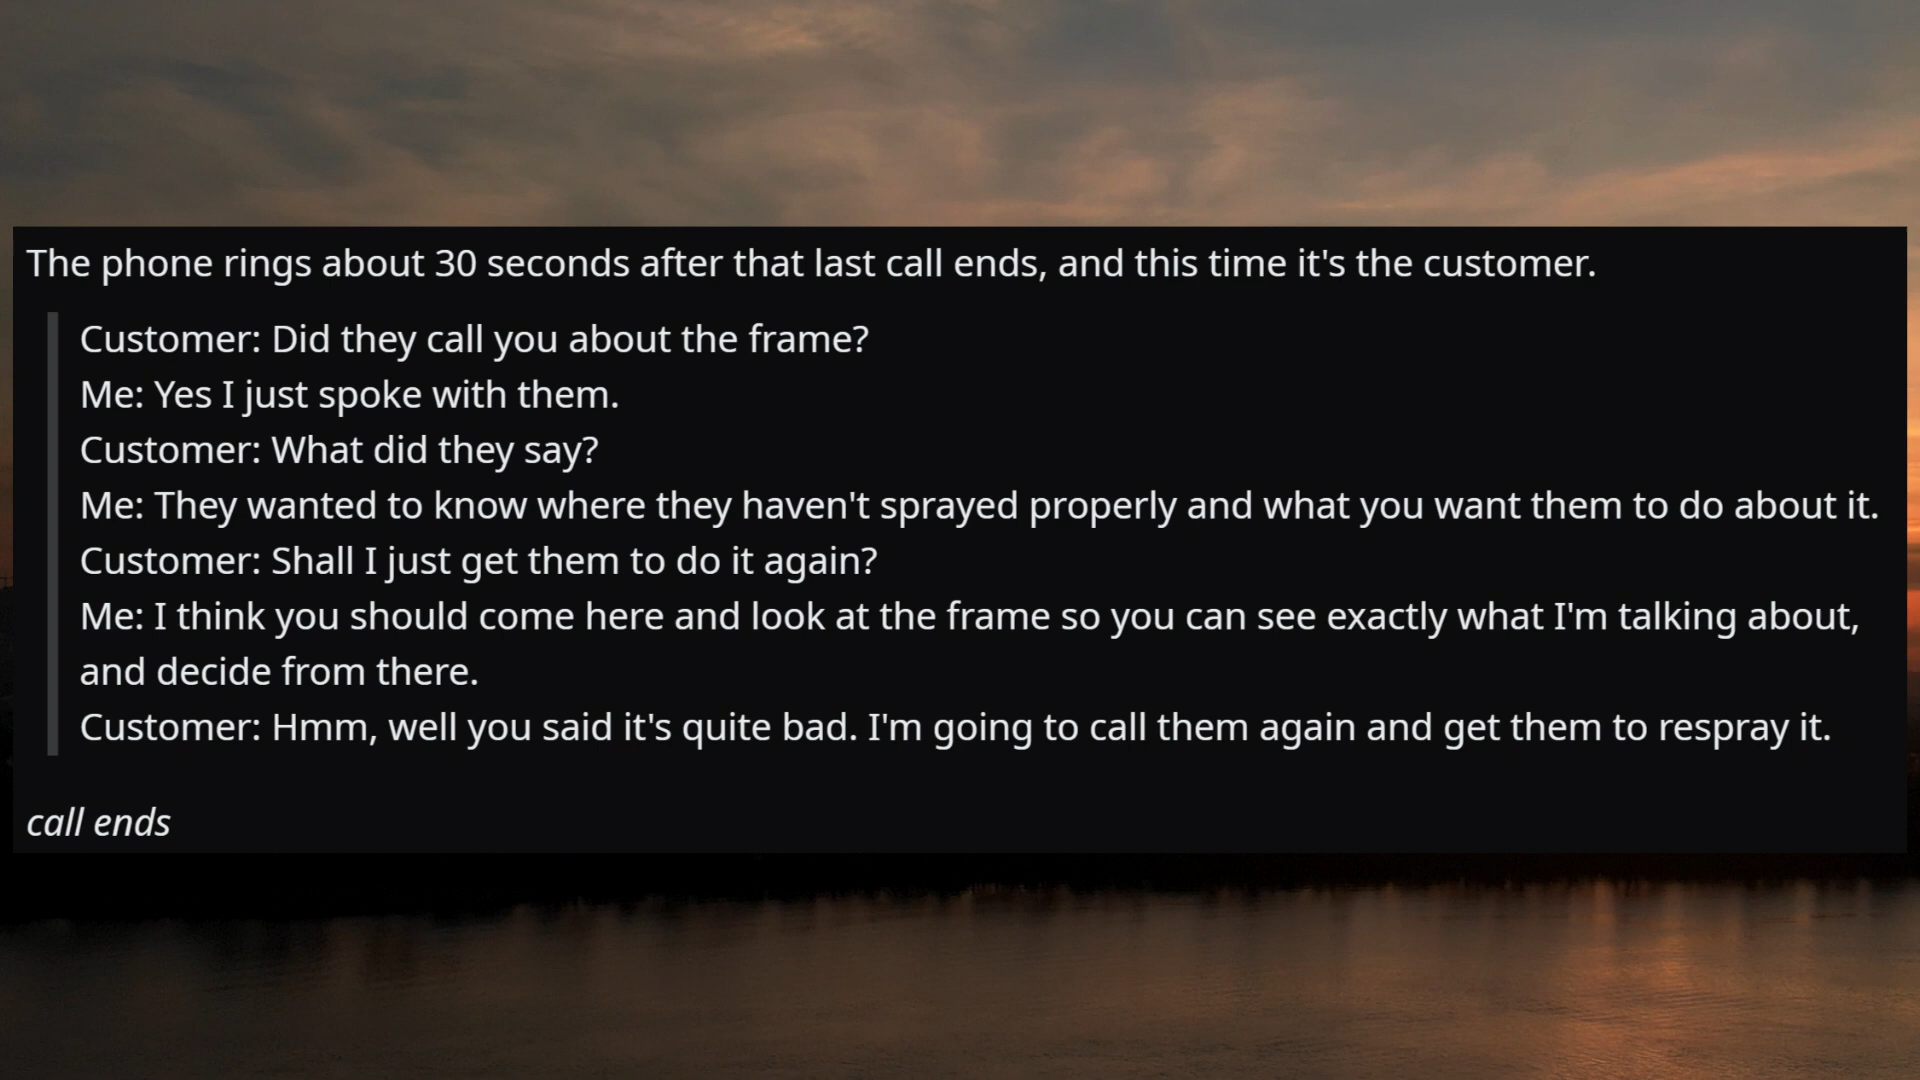 The phone rings about 30 seconds after that last call ends, and this time it's the customer.
Customer: Did they call you about the frame?
Me: Yes I just spoke with them.
Customer: What did they say?
Me: They wanted to know where they haven't sprayed properly and what you want them to do about it.
Customer: Shall I just get them to do it again?
Me: I think you should come here and look at the frame so you can see exactly what I'm talking about,
and decide from there.
Customer: Hmm, well you said it's quite bad. I'm going to call them again and get them to respray it.
call ends